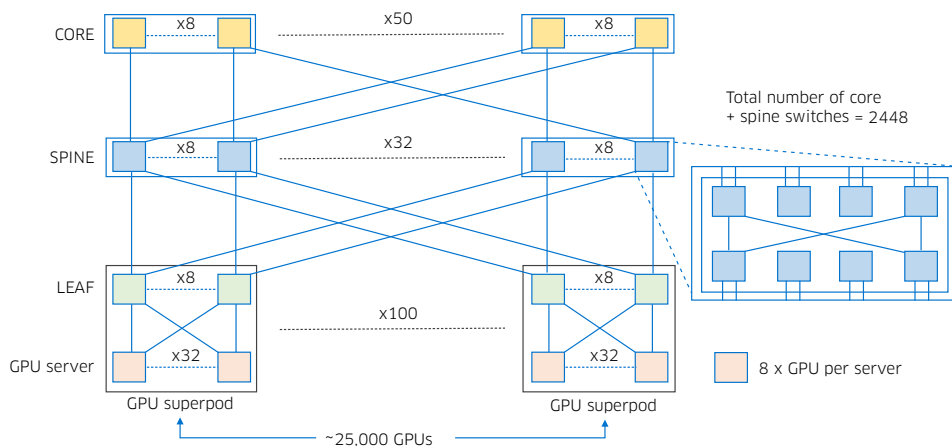 x50
CORE
x8
x8
Total number of core
+ spine switches = 2448
x32
SPINE
x8
x8
LEAF
x8
x8
x100
GPU server
x32
x32
8 x GPU per server
GPU superpod
GPU superpod
~25,000 GPUs